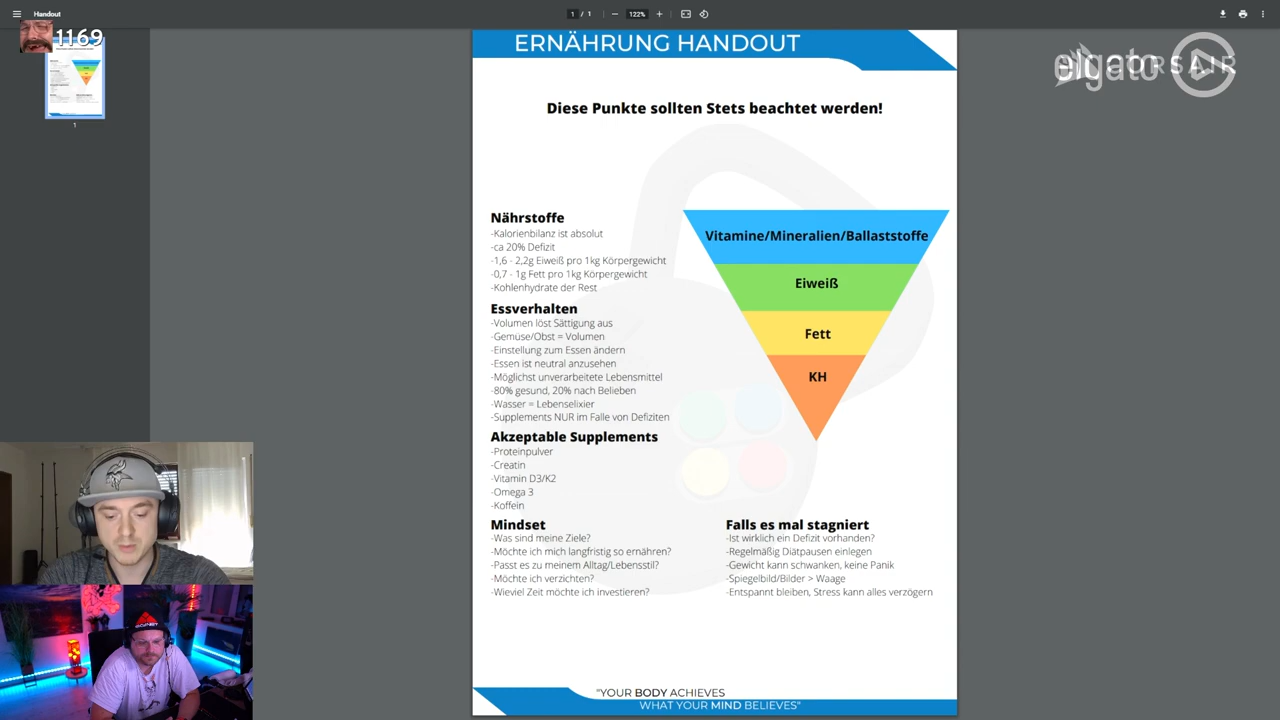 Handout
1 / 1
122%
1169
1
elgato
CORSAIR
ERNÄHRUNG HANDOUT
Diese Punkte sollten Stets beachtet werden!
Nährstoffe
-Kalorienbilanz ist absolut
-ca 20% Defizit
-1,6 - 2,2g Eiweiß pro 1kg Körpergewicht
-0,7 - 1g Fett pro 1kg Körpergewicht
-Kohlenhydrate der Rest
Vitamine/Mineralien/Ballaststoffe
Eiweiß
Fett
KH
Essverhalten
-Volumen löst Sättigung aus
-Gemüse/Obst = Volumen
-Einstellung zum Essen ändern
-Essen ist neutral anzusehen
-Möglichst unverarbeitete Lebensmittel
-80% gesund, 20% nach Belieben
-Wasser = Lebenselixier
-Supplements NUR im Falle von Defiziten
Akzeptable Supplements
-Proteinpulver
-Creatin
-Vitamin D3/K2
-Omega 3
-Koffein
Mindset
-Was sind meine Ziele?
-Möchte ich mich langfristig so ernähren?
-Passt es zu meinem Alltag/Lebensstil?
-Möchte ich verzichten?
-Wieviel Zeit möchte ich investieren?
Falls es mal stagniert
-Ist wirklich ein Defizit vorhanden?
-Regelmäßig Diätpausen einlegen
-Gewicht kann schwanken, keine Panik
-Spiegelbild/Bilder > Waage
-Entspannt bleiben, Stress kann alles verzögern
"YOUR BODY ACHIEVES
WHAT YOUR MIND BELIEVES"